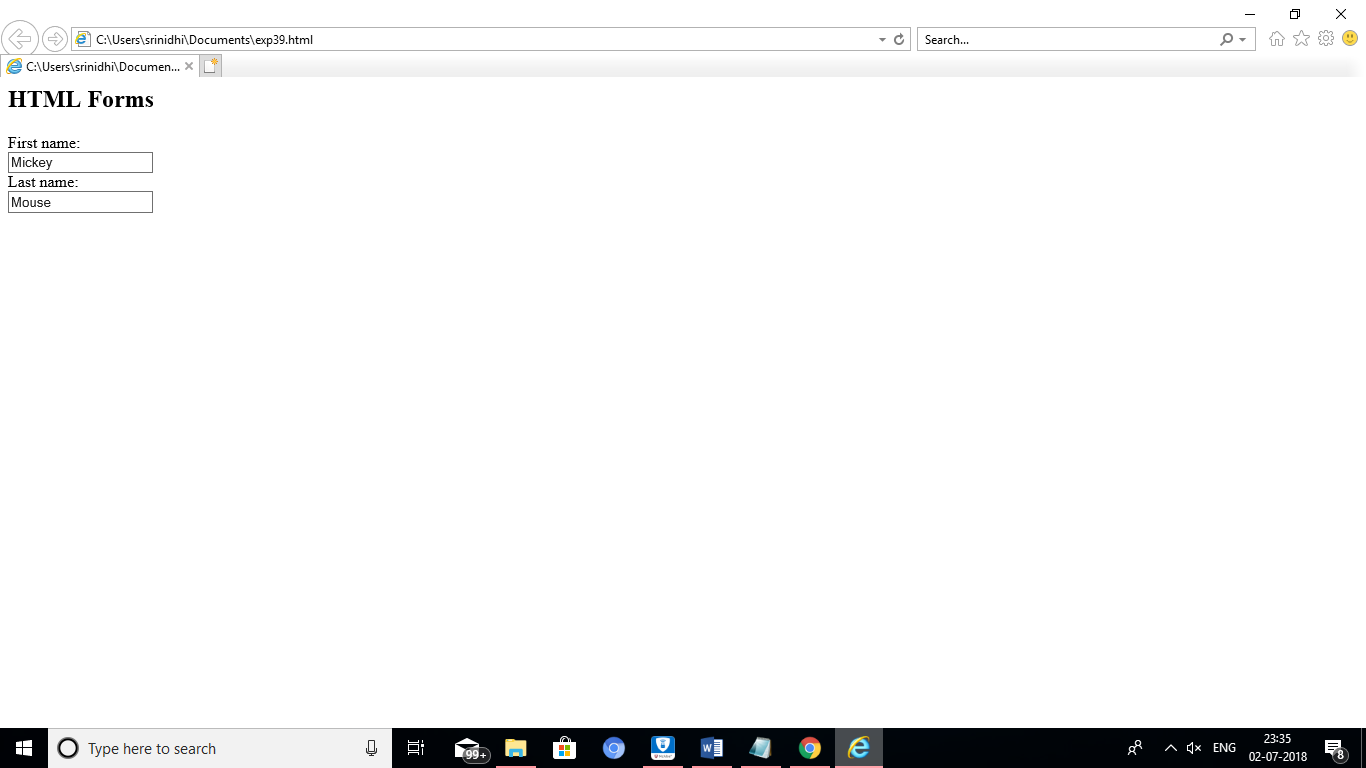 C:\Users\srinidhi\Documents\exp39.html
Search...
C:\Users\srinidhi\Documen...
HTML Forms
First name:
Mickey
Last name:
Mouse
Type here to search
99+
ENG
23:35
02-07-2018
8